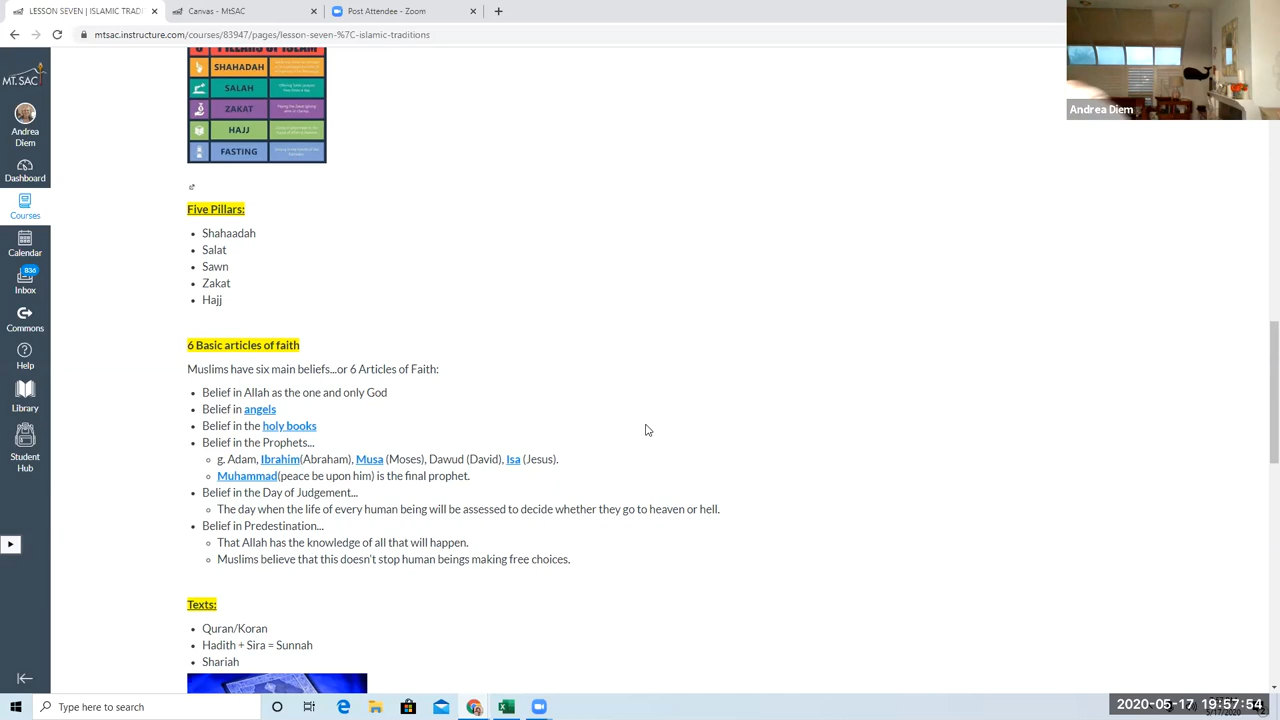 LESSON SEVEN | ISLAMIC TRADI
Canvas - MtSAC
Post Attendee - Zoom
mtsac.instructure.com/courses/83947/pages/lesson-seven-%7C-islamic-traditions
Andrea Diem
MT. SAC
Andrea
Diem
Dashboard
Courses
Calendar
836
Inbox
Commons
Help
Library
Student
Hub
PILLARS OF ISLAM
SHAHADAH
SALAH
ZAKAT
HAJJ
FASTING
Five Pillars:
Shahaadah
Salat
Sawn
Zakat
Hajj
6 Basic articles of faith
Muslims have six main beliefs...or 6 Articles of Faith:
Belief in Allah as the one and only God
Belief in angels
Belief in the holy books
Belief in the Prophets...
g. Adam, Ibrahim(Abraham), Musa (Moses), Dawud (David), Isa (Jesus).
Muhammad(peace be upon him) is the final prophet.
Belief in the Day of Judgement...
The day when the life of every human being will be assessed to decide whether they go to heaven or hell.
Belief in Predestination...
That Allah has the knowledge of all that will happen.
Muslims believe that this doesn't stop human beings making free choices.
Texts:
Quran/Koran
Hadith + Sira = Sunnah
Shariah
Type here to search
2020-05-17 19:57:54